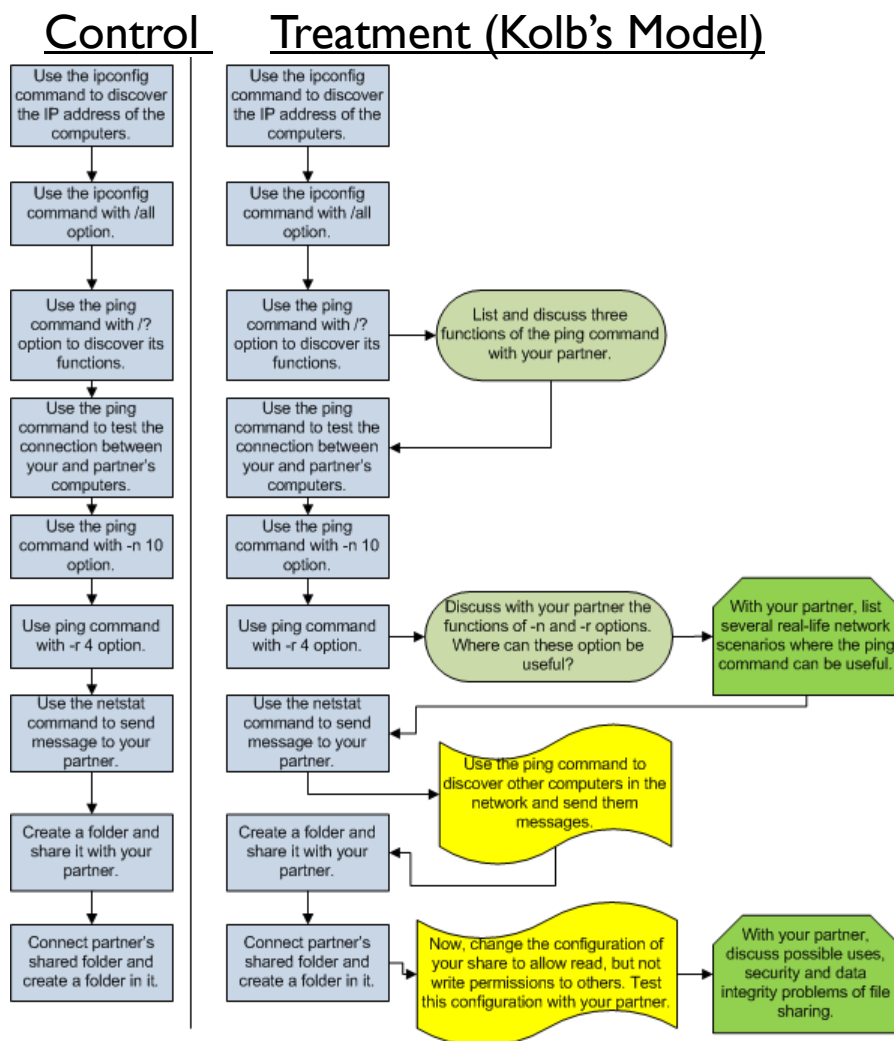 Control
Treatment (Kolb's Model)
Use the ipconfig
command to discover
the IP address of the
computers.
Use the ipconfig
command with /all
option.
Use the ping
command with /?
option to discover its
functions.
Use the ping
command to test the
connection between
your and partner's
computers.
Use the ping
command with -n 10
option.
Use ping command
with -r 4 option.
Use the netstat
command to send
message to your
partner.
Create a folder and
share it with your
partner.
Connect partner's
shared folder and
create a folder in it.
Use the ipconfig
command to discover
the IP address of the
computers.
Use the ipconfig
command with /all
option.
Use the ping
command with /?
option to discover its
functions.
List and discuss three
functions of the ping command
with your partner.
Use the ping
command to test the
connection between
your and partner's
computers.
Use the ping
command with -n 10
option.
Use ping command
with -r 4 option.
Discuss with your partner the
functions of -n and -r options.
Where can these option be
useful?
With your partner, list
several real-life network
scenarios where the ping
command can be useful.
Use the netstat
command to send
message to your
partner.
Use the ping command to
discover other computers in the
network and send them
messages.
Create a folder and
share it with your
partner.
Connect partner's
shared folder and
create a folder in it.
Now, change the configuration of
your share to allow read, but not
write permissions to others. Test
this configuration with your partner.
With your partner,
discuss possible uses,
security and data
integrity problems of file
sharing.